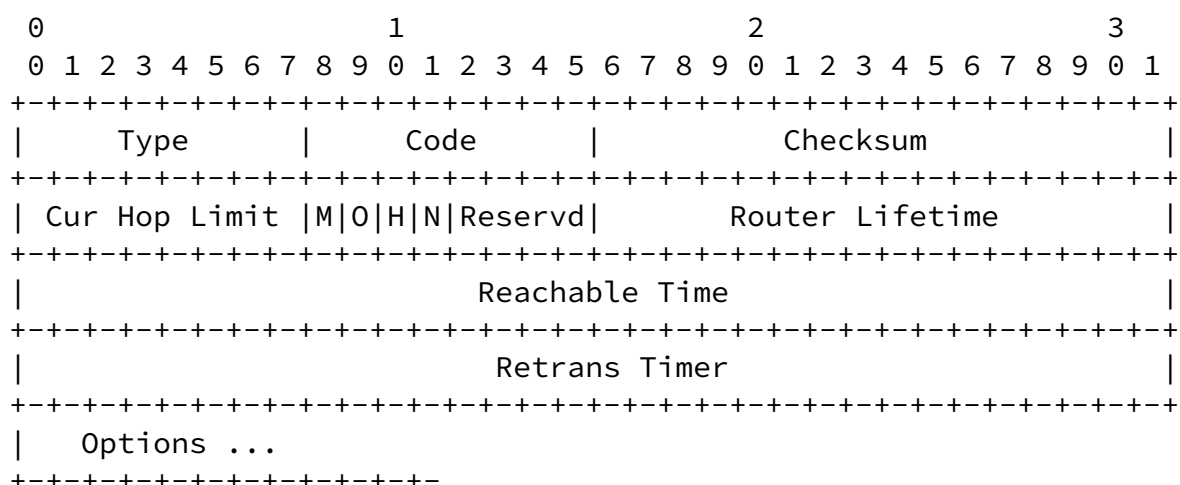 0                   1                   2                   3
 0 1 2 3 4 5 6 7 8 9 0 1 2 3 4 5 6 7 8 9 0 1 2 3 4 5 6 7 8 9 0 1
+-+-+-+-+-+-+-+-+-+-+-+-+-+-+-+-+-+-+-+-+-+-+-+-+-+-+-+-+-+-+-+-+
|     Type      |     Code      |          Checksum             |
+-+-+-+-+-+-+-+-+-+-+-+-+-+-+-+-+-+-+-+-+-+-+-+-+-+-+-+-+-+-+-+-+
| Cur Hop Limit |M|O|H|N|Reservd|       Router Lifetime         |
+-+-+-+-+-+-+-+-+-+-+-+-+-+-+-+-+-+-+-+-+-+-+-+-+-+-+-+-+-+-+-+-+
|                         Reachable Time                        |
+-+-+-+-+-+-+-+-+-+-+-+-+-+-+-+-+-+-+-+-+-+-+-+-+-+-+-+-+-+-+-+-+
|                          Retrans Timer                        |
+-+-+-+-+-+-+-+-+-+-+-+-+-+-+-+-+-+-+-+-+-+-+-+-+-+-+-+-+-+-+-+-+
|   Options ...
+-+-+-+-+-+-+-+-+-+-+-+-